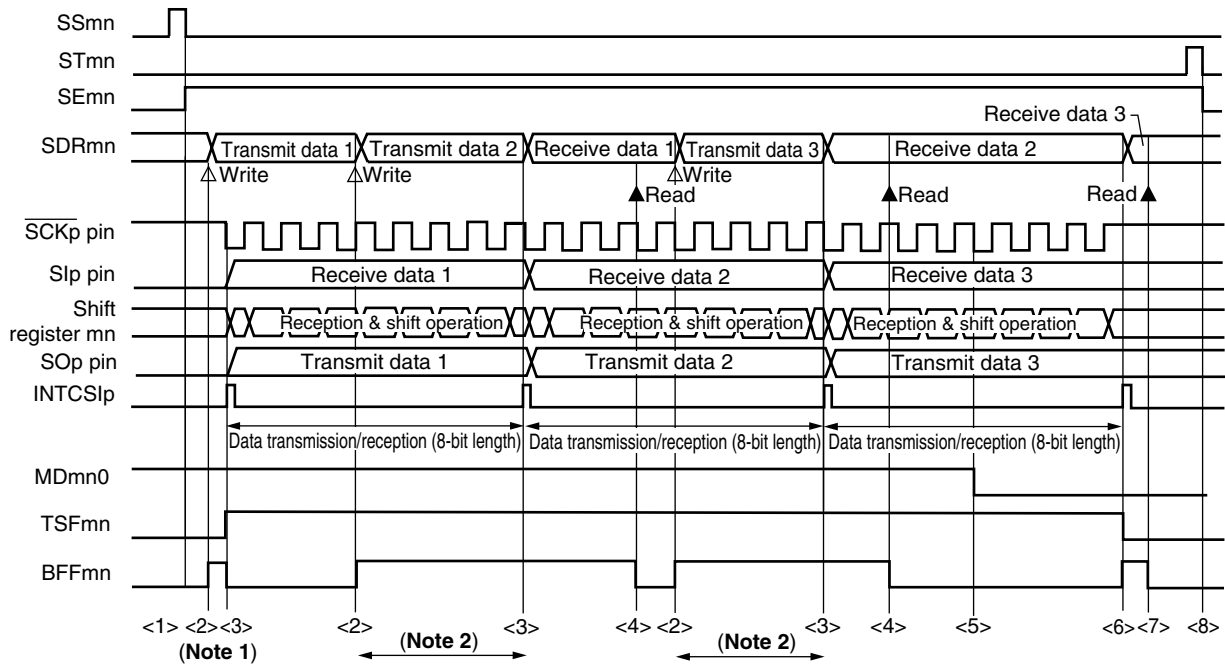 SSmn
STmn
SEmn
Receive data 3
SDRmn Transmit data 1 Transmit data 2 Receive data 1 Transmit data 3 Receive data 2
Write Write Write
Read Read Read
SCKp pin
SIp pin Receive data 1 Receive data 2 Receive data 3
Shift
register mn Reception & shift operation Reception & shift operation Reception & shift operation
SOp pin Transmit data 1 Transmit data 2 Transmit data 3
INTCSIp
Data transmission/reception (8-bit length) Data transmission/reception (8-bit length) Data transmission/reception (8-bit length)
MDmn0
TSFmn
BFFmn
<1> <2> <3> <2> <3> <4> <2> <3> <4> <5> <6> <7> <8>
(Note 1) (Note 2) (Note 2)